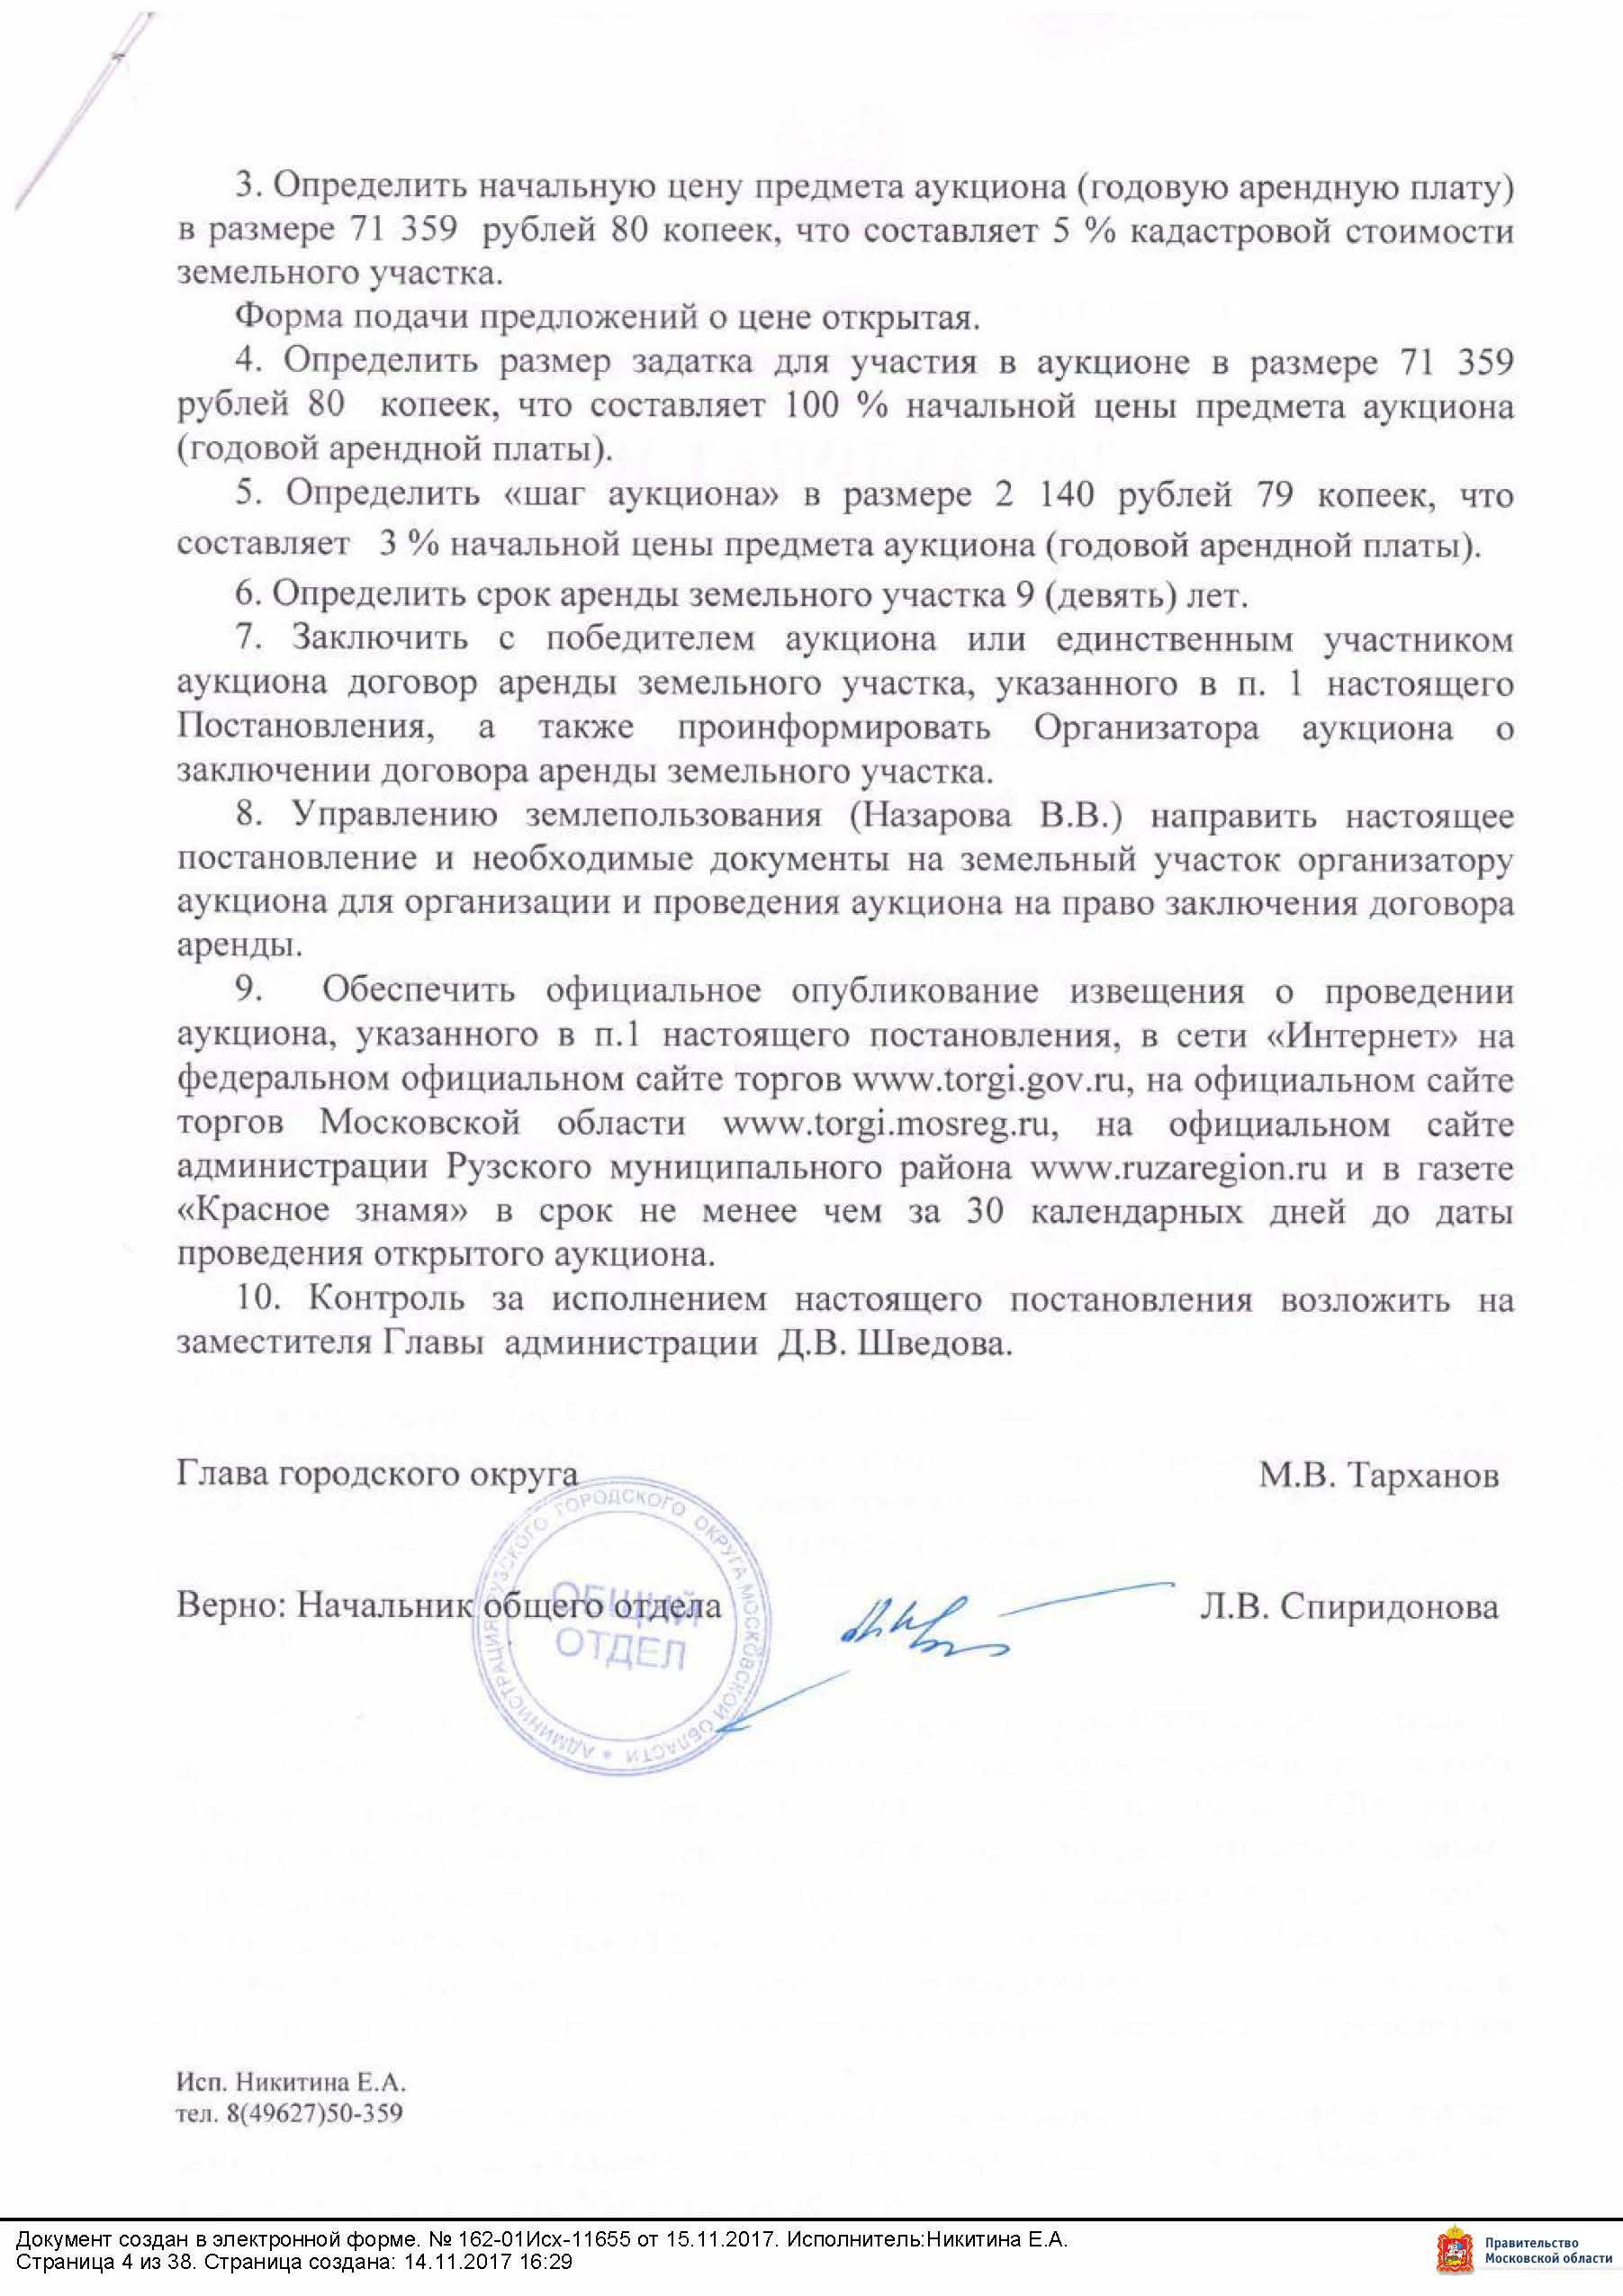 3. Определить начальную цену предмета аукциона (годовую арендную плату)
в размере 71 359 рублей 80 копеек, что составляет 5 % кадастровой стоимости
земельного участка.
Форма подачи предложений о цене открытая.
4. Определить размер задатка для участия в аукционе в размере 71 359
рублей 80 копеек, что составляет 100 % начальной цены предмета аукциона
(годовой арендной платы).
5. Определить «шаг аукциона» в размере 2 140 рублей 79 копеек, что
составляет 3 % начальной цены предмета аукциона (годовой арендной платы).
6. Определить срок аренды земельного участка 9 (девять) лет.
7. Заключить с победителем аукциона или единственным участником
аукциона договор аренды земельного участка, указанного в п. 1 настоящего
Постановления, а также проинформировать Организатора аукциона о
заключении договора аренды земельного участка.
8. Управлению землепользования (Назарова В.В.) направить настоящее
постановление и необходимые документы на земельный участок организатору
аукциона для организации и проведения аукциона на право заключения договора
аренды.
9. Обеспечить официальное опубликование извещения о проведении
аукциона, указанного в п.1 настоящего постановления, в сети «Интернет» на
федеральном официальном сайте торгов www.torgi.gov.ru, на официальном сайте
торгов Московской области www.torgi.mosreg.ru, на официальном сайте
администрации Рузского муниципального района www.ruzaregion.ru и в газете
«Красное знамя» в срок не менее чем за 30 календарных дней до даты
проведения открытого аукциона.
10. Контроль за исполнением настоящего постановления возложить на
заместителя Главы администрации Д.В. Шведова.
Глава городского округа М.В. Тарханов
Верно: Начальник общего отдела Л.В. Спиридонова
АДМИНИСТРАЦИЯ РУЗСКОГО ГОРОДСКОГО ОКРУГА МОСКОВСКОЙ ОБЛАСТИ
ОБЩИЙ
ОТДЕЛ
Исп. Никитина Е.А.
тел. 8(49627)50-359
Документ создан в электронной форме. № 162-01Исх-11655 от 15.11.2017. Исполнитель:Никитина Е.А.
Страница 4 из 38. Страница создана: 14.11.2017 16:29
Правительство
Московской области